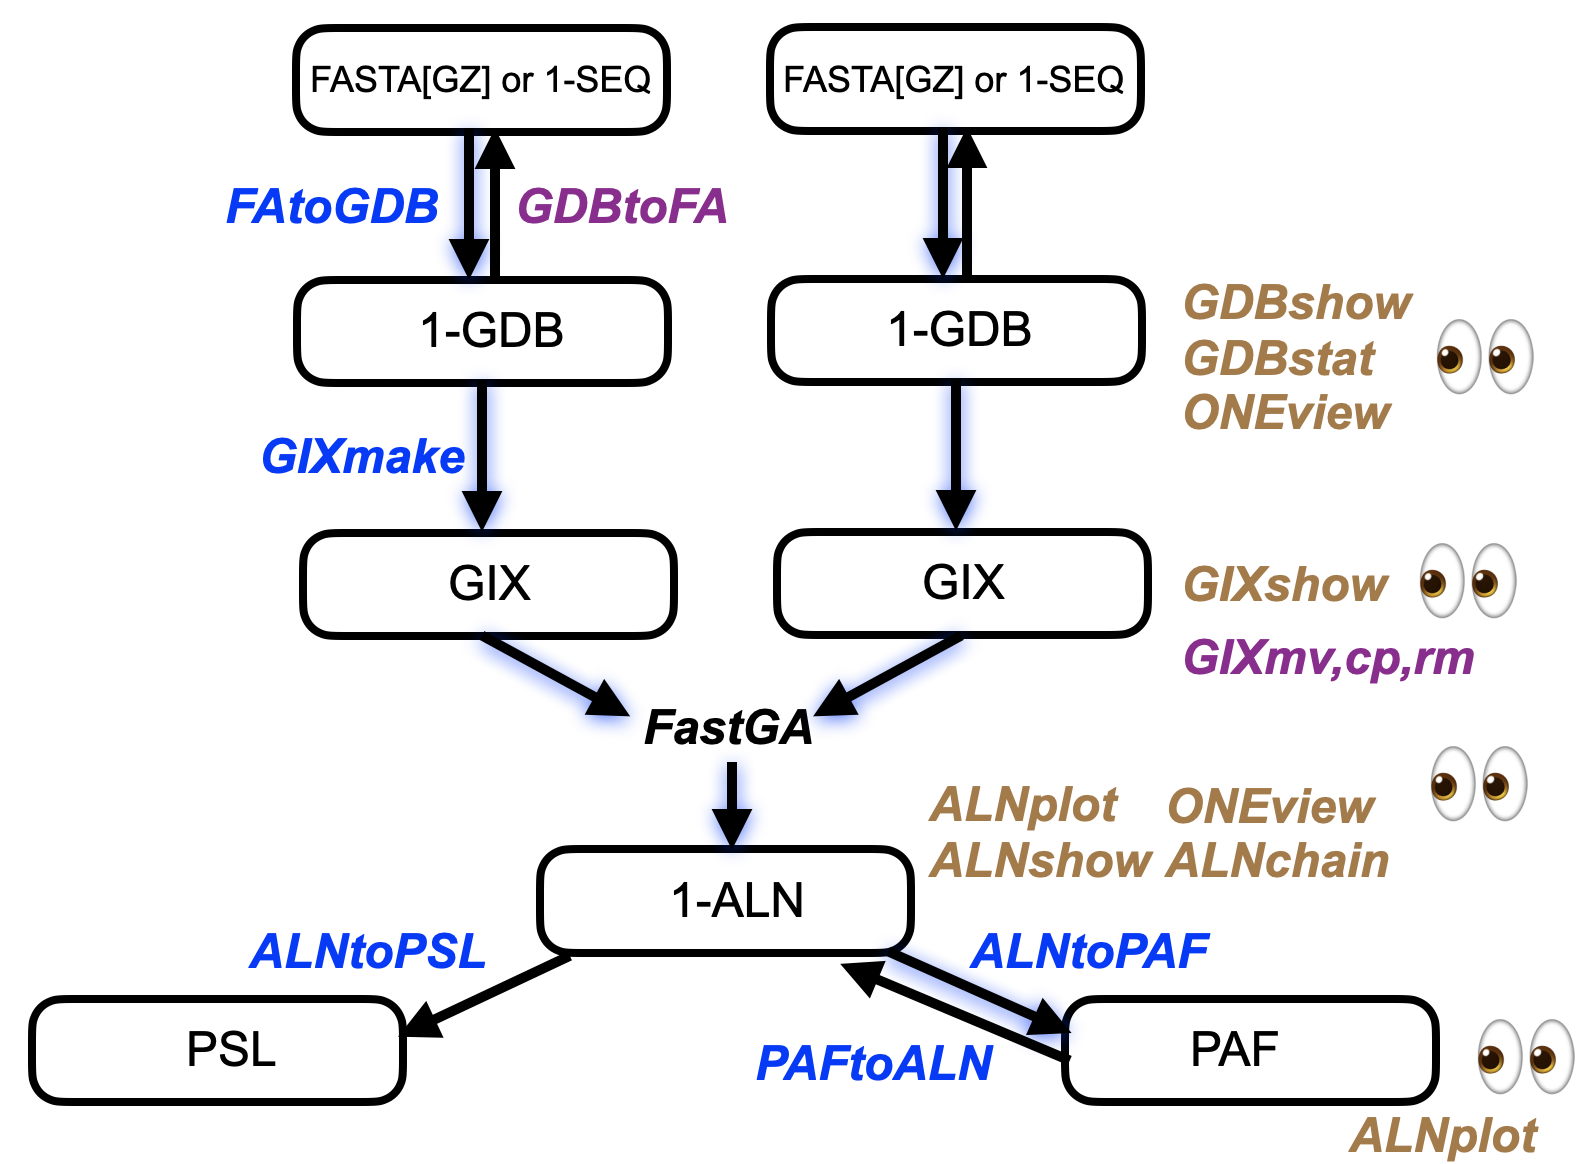 FASTA[GZ] or 1-SEQ
FASTA[GZ] or 1-SEQ
FAtoGDB
GDBtoFA
1-GDB
1-GDB
GDBshow
GDBstat
ONEview
GIXmake
GIX
GIX
GIXshow
GIXmv,cp,rm
FastGA
ALNplot ONEview
ALNshow ALNchain
1-ALN
ALNtoPSL
ALNtoPAF
PSL
PAFtoALN
PAF
ALNplot